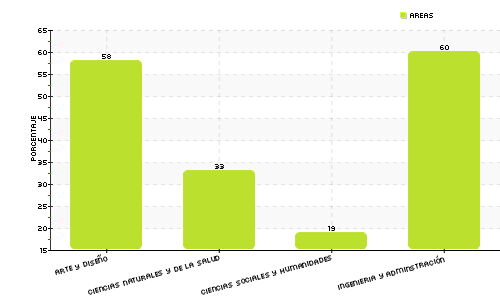 AREAS
65
60
55
50
45
40
35
30
25
20
15
PORCENTAJE
58
33
19
60
ARTE Y DISEÑO
CIENCIAS NATURALES Y DE LA SALUD
CIENCIAS SOCIALES Y HUMANIDADES
INGENIERIA Y ADMINSTRACIÓN